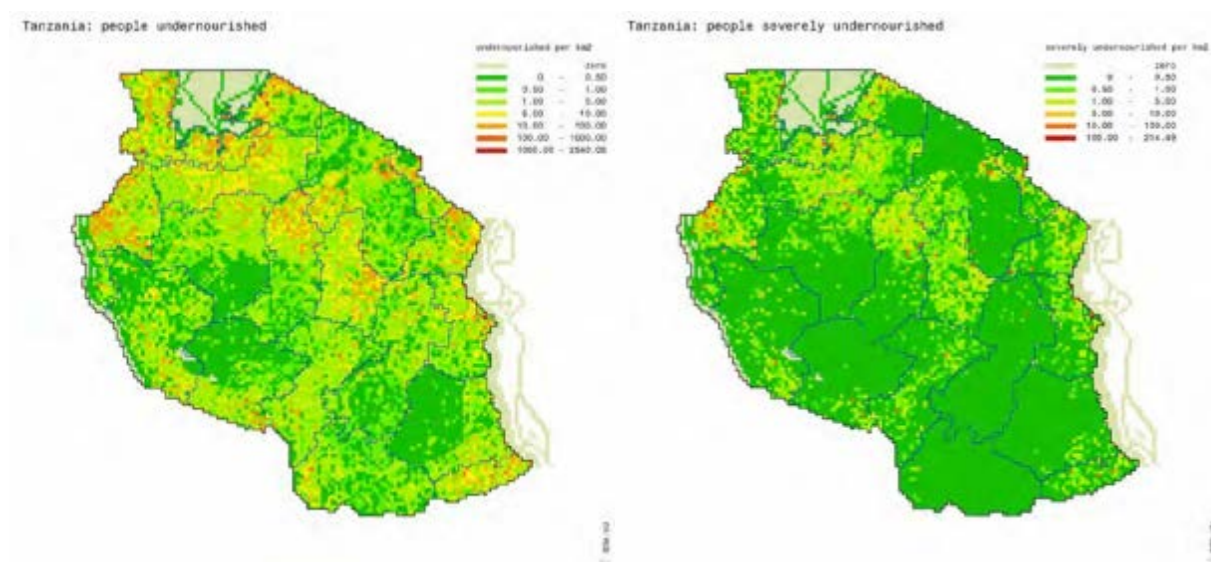 Tanzania: people undernourished
undernourished per km2
zero
0 - 0.50
0.50 - 1.00
1.00 - 5.00
5.00 - 10.00
10.00 - 100.00
100.00 - 1000.00
1000.00 -
Tanzania: people severely undernourished
severely undernourished per km2
zero
0 - 0.50
0.50 - 1.00
1.00 - 5.00
5.00 - 10.00
10.00 - 100.00
100.00 -